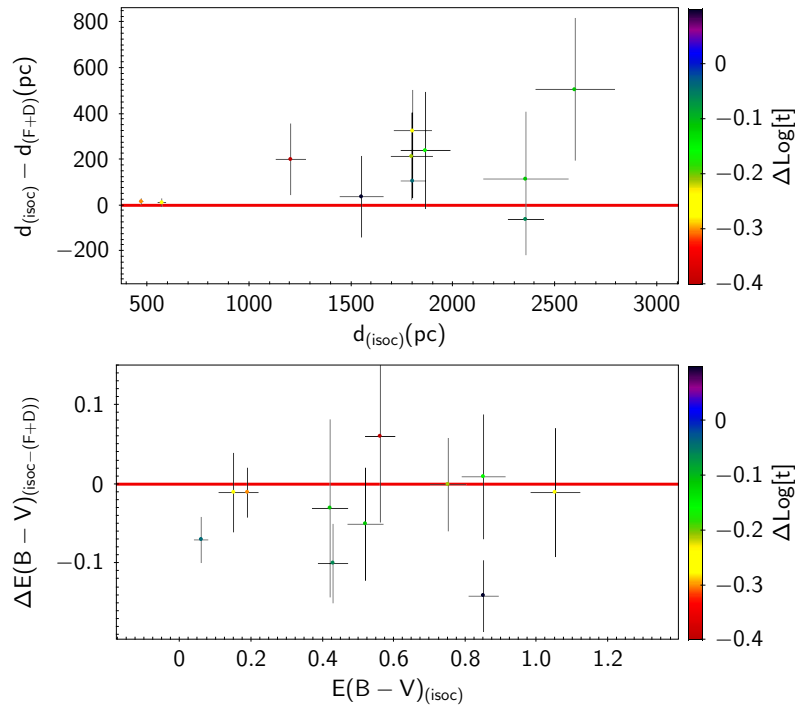 800
600
400
200
0
−200
d(isoc) − d(F+D)(pc)
500 1000 1500 2000 2500 3000
d(isoc)(pc)
0
−0.1
−0.2
−0.3
−0.4
ΔLog[t]
0.1
0
−0.1
ΔE(B − V)(isoc−(F+D))
0 0.2 0.4 0.6 0.8 1.0 1.2
E(B − V)(isoc)
0
−0.1
−0.2
−0.3
−0.4
ΔLog[t]